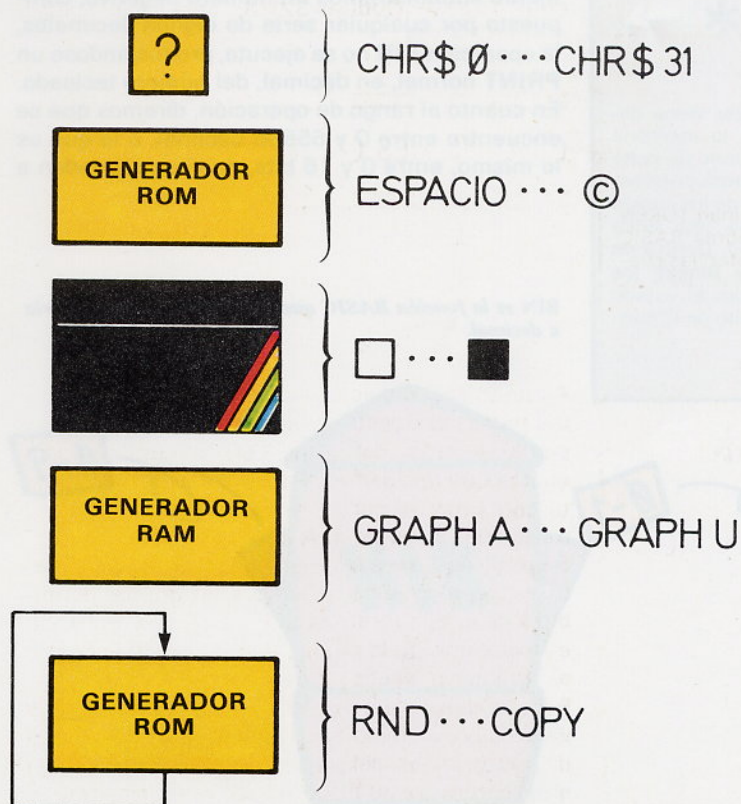 ?
CHR$ Ø ··· CHR$ 31
GENERADOR
ROM
ESPACIO ··· ©
□ ··· ■
GENERADOR
RAM
GRAPH A ··· GRAPH U
GENERADOR
ROM
RND ··· COPY